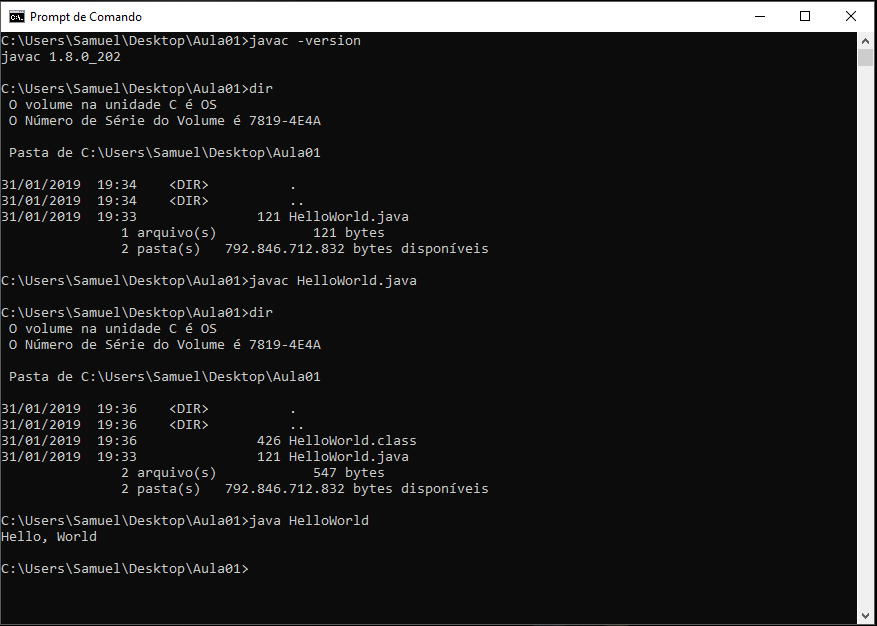 Prompt de Comando
C:\Users\Samuel\Desktop\Aula01>javac -version
javac 1.8.0_202
C:\Users\Samuel\Desktop\Aula01>dir
 O volume na unidade C é OS
 O Número de Série do Volume é 7819-4E4A
 Pasta de C:\Users\Samuel\Desktop\Aula01
31/01/2019  19:34    <DIR>          .
31/01/2019  19:34    <DIR>          ..
31/01/2019  19:33               121 HelloWorld.java
               1 arquivo(s)            121 bytes
               2 pasta(s)   792.846.712.832 bytes disponíveis
C:\Users\Samuel\Desktop\Aula01>javac HelloWorld.java
C:\Users\Samuel\Desktop\Aula01>dir
 O volume na unidade C é OS
 O Número de Série do Volume é 7819-4E4A
 Pasta de C:\Users\Samuel\Desktop\Aula01
31/01/2019  19:36    <DIR>          .
31/01/2019  19:36    <DIR>          ..
31/01/2019  19:36               426 HelloWorld.class
31/01/2019  19:33               121 HelloWorld.java
               2 arquivo(s)            547 bytes
               2 pasta(s)   792.846.712.832 bytes disponíveis
C:\Users\Samuel\Desktop\Aula01>java HelloWorld
Hello, World
C:\Users\Samuel\Desktop\Aula01>